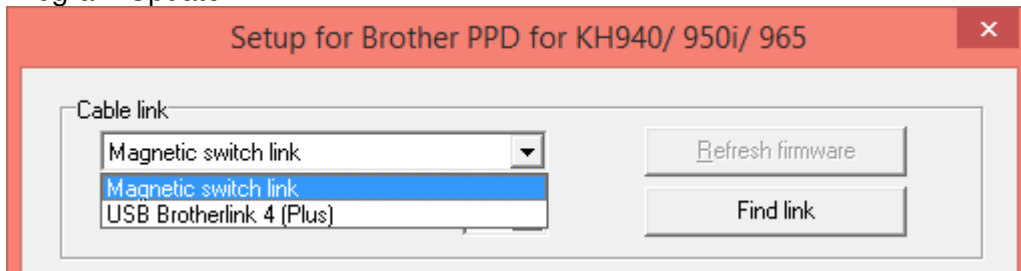 Setup for Brother PPD for KH940/ 950i/ 965
Cable link
Magnetic switch link
Refresh firmware
Magnetic switch link
USB Brotherlink 4 (Plus)
Find link